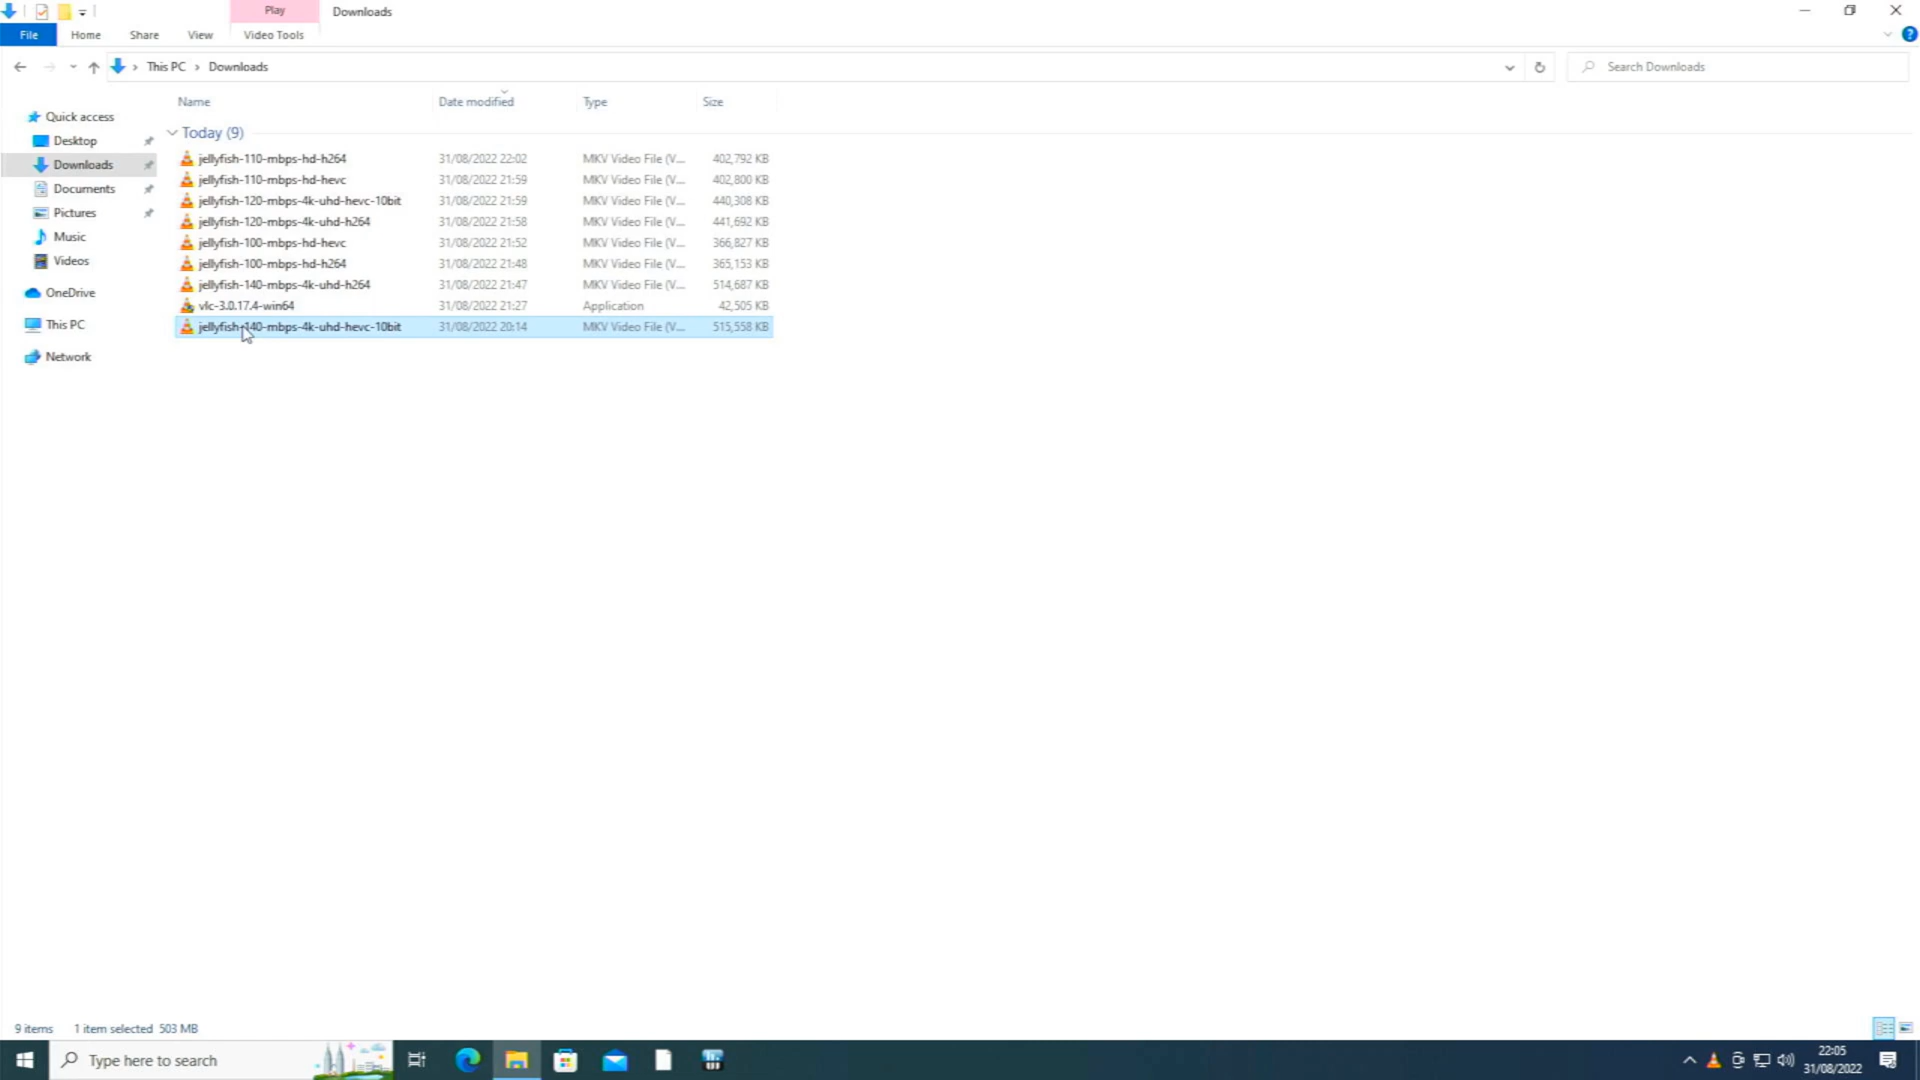 Play Downloads
File Home Share View Video Tools
This PC Downloads Search Downloads
Name Date modified Type Size
Quick access
Today (9)
Desktop
Downloads
Documents
Pictures
Music
Videos
OneDrive
This PC
Network
jellyfish-110-mbps-hd-h264 31/08/2022 22:02 MKV Video File (V... 402,792 KB
jellyfish-110-mbps-hd-hevc 31/08/2022 21:59 MKV Video File (V... 402,800 KB
jellyfish-120-mbps-4k-uhd-hevc-10bit 31/08/2022 21:59 MKV Video File (V... 440,308 KB
jellyfish-120-mbps-4k-uhd-h264 31/08/2022 21:58 MKV Video File (V... 441,692 KB
jellyfish-100-mbps-hd-hevc 31/08/2022 21:52 MKV Video File (V... 366,827 KB
jellyfish-100-mbps-hd-h264 31/08/2022 21:48 MKV Video File (V... 365,153 KB
jellyfish-140-mbps-4k-uhd-h264 31/08/2022 21:47 MKV Video File (V... 514,687 KB
vlc-3.0.17.4-win64 31/08/2022 21:27 Application 42,505 KB
jellyfish-140-mbps-4k-uhd-hevc-10bit 31/08/2022 20:14 MKV Video File (V... 515,558 KB
9 items 1 item selected 503 MB
Type here to search
22:05
31/08/2022